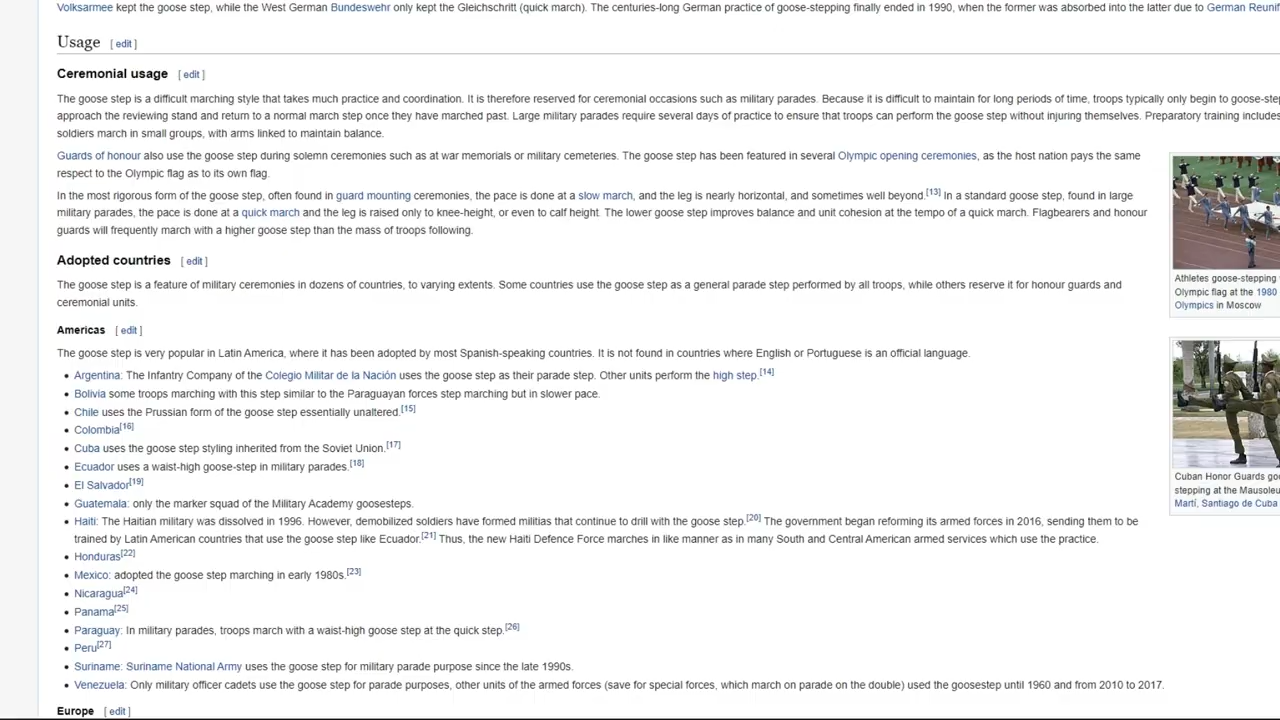 Volksarmee kept the goose step, while the West German Bundeswehr only kept the Gleichschritt (quick march). The centuries-long German practice of goose-stepping finally ended in 1990, when the former was absorbed into the latter due to German Reunif
Usage [ edit ]
Ceremonial usage [ edit ]
The goose step is a difficult marching style that takes much practice and coordination. It is therefore reserved for ceremonial occasions such as military parades. Because it is difficult to maintain for long periods of time, troops typically only begin to goose-step
approach the reviewing stand and return to a normal march step once they have marched past. Large military parades require several days of practice to ensure that troops can perform the goose step without injuring themselves. Preparatory training includes
soldiers march in small groups, with arms linked to maintain balance.
Guards of honour also use the goose step during solemn ceremonies such as at war memorials or military cemeteries. The goose step has been featured in several Olympic opening ceremonies, as the host nation pays the same
respect to the Olympic flag as to its own flag.
In the most rigorous form of the goose step, often found in guard mounting ceremonies, the pace is done at a slow march, and the leg is nearly horizontal, and sometimes well beyond.[13] In a standard goose step, found in large
military parades, the pace is done at a quick march and the leg is raised only to knee-height, or even to calf height. The lower goose step improves balance and unit cohesion at the tempo of a quick march. Flagbearers and honour
guards will frequently march with a higher goose step than the mass of troops following.
Adopted countries [ edit ]
The goose step is a feature of military ceremonies in dozens of countries, to varying extents. Some countries use the goose step as a general parade step performed by all troops, while others reserve it for honour guards and
ceremonial units.
Americas [ edit ]
The goose step is very popular in Latin America, where it has been adopted by most Spanish-speaking countries. It is not found in countries where English or Portuguese is an official language.
• Argentina: The Infantry Company of the Colegio Militar de la Nación uses the goose step as their parade step. Other units perform the high step.[14]
• Bolivia some troops marching with this step similar to the Paraguayan forces step marching but in slower pace.
• Chile uses the Prussian form of the goose step essentially unaltered.[15]
• Colombia[16]
• Cuba uses the goose step styling inherited from the Soviet Union.[17]
• Ecuador uses a waist-high goose-step in military parades.[18]
• El Salvador[19]
• Guatemala: only the marker squad of the Military Academy goosesteps.
• Haiti: The Haitian military was dissolved in 1996. However, demobilized soldiers have formed militias that continue to drill with the goose step.[20] The government began reforming its armed forces in 2016, sending them to be
trained by Latin American countries that use the goose step like Ecuador.[21] Thus, the new Haiti Defence Force marches in like manner as in many South and Central American armed services which use the practice.
• Honduras[22]
• Mexico: adopted the goose step marching in early 1980s.[23]
• Nicaragua[24]
• Panama[25]
• Paraguay: In military parades, troops march with a waist-high goose step at the quick step.[26]
• Peru[27]
• Suriname: Suriname National Army uses the goose step for military parade purpose since the late 1990s.
• Venezuela: Only military officer cadets use the goose step for parade purposes, other units of the armed forces (save for special forces, which march on parade on the double) used the goosestep until 1960 and from 2010 to 2017.
Europe [ edit ]
Athletes goose-stepping
Olympic flag at the 1980
Olympics in Moscow
Cuban Honor Guards goo
stepping at the Mausoleu
Martí, Santiago de Cuba